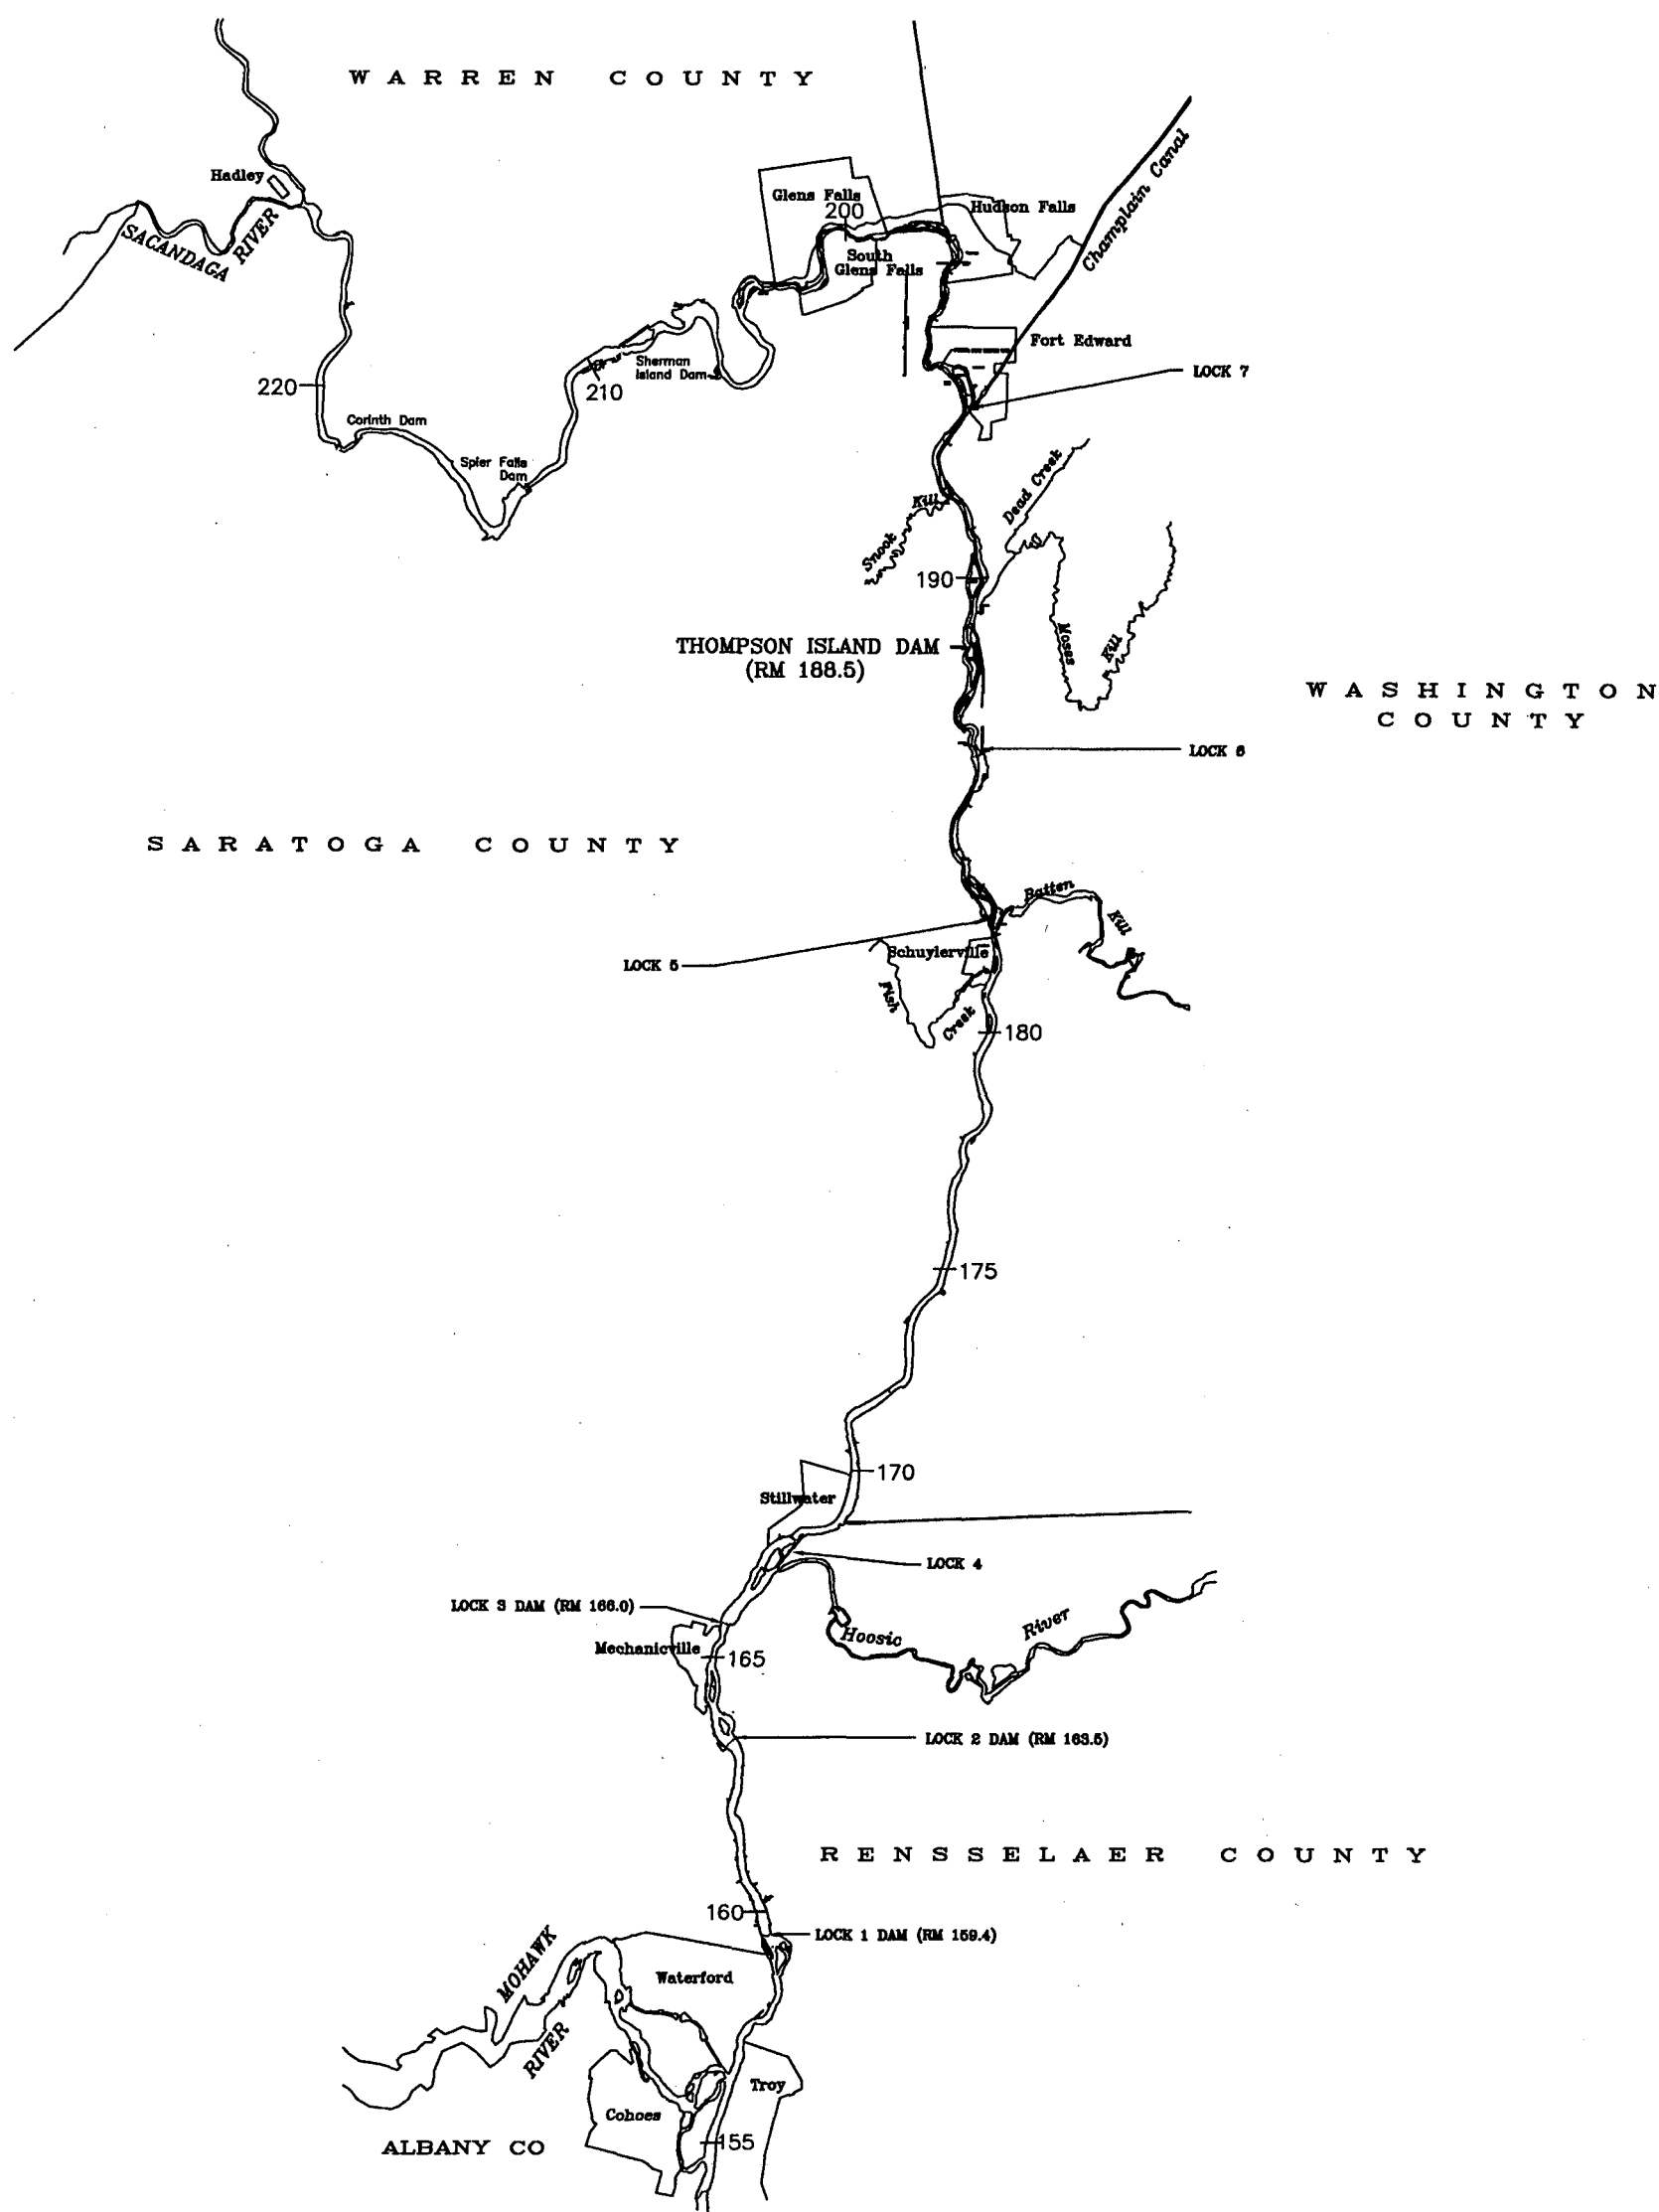 WARREN COUNTY
Hadley
SACANDAGA
RIVER
Glens Falls
200
Hudson Falls
South
Glens Falls
Champlain Canal
Fort Edward
LOCK 7
Sherman
Island Dam
210
220
Corinth Dam
Spier Falls
Dam
Snook
Kill
Dead Creek
190
Moses
Kill
THOMPSON ISLAND DAM
(RM 188.5)
WASHINGTON
COUNTY
LOCK 6
SARATOGA COUNTY
Batten
Kill
LOCK 5
Schuylerville
Fish
Creek
180
175
170
Stillwater
LOCK 4
LOCK 3 DAM (RM 166.0)
Mechanicville
165
Hoosic
River
LOCK 2 DAM (RM 163.5)
RENSSELAER COUNTY
160
LOCK 1 DAM (RM 159.4)
MOHAWK
RIVER
Waterford
Troy
Cohoes
155
ALBANY CO